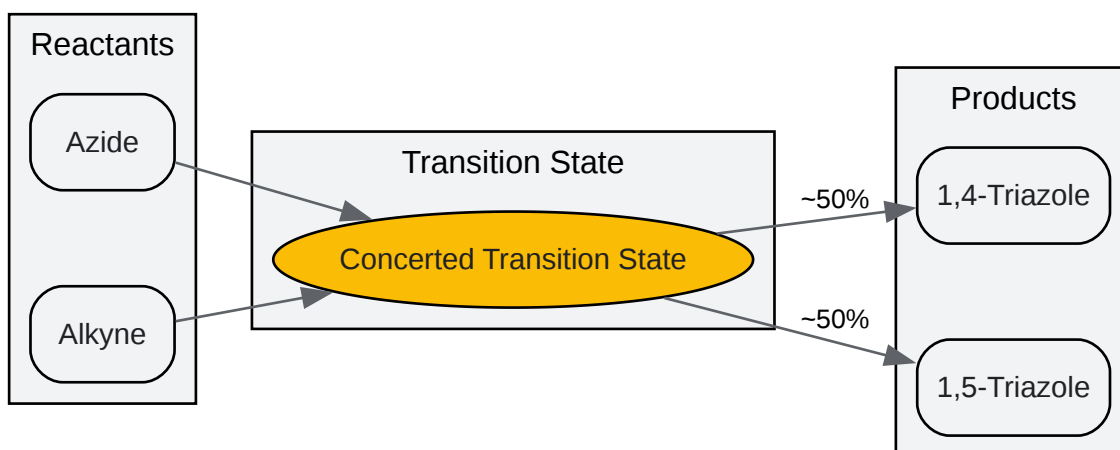 Reactants
Azide
Alkyne
Transition State
Concerted Transition State
~50%
~50%
Products
1,4-Triazole
1,5-Triazole